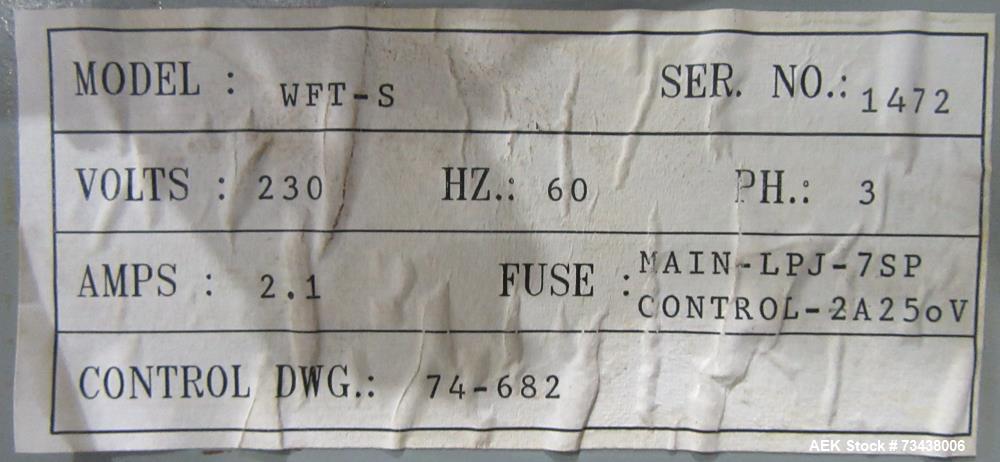 MODEL : WFT-S SER. NO.: 1472
VOLTS : 230 HZ.: 60 PH.: 3
AMPS : 2.1 FUSE : MAIN-LPJ-7SP
CONTROL-2A25oV
CONTROL DWG.: 74-682
AEK Stock # 73438006